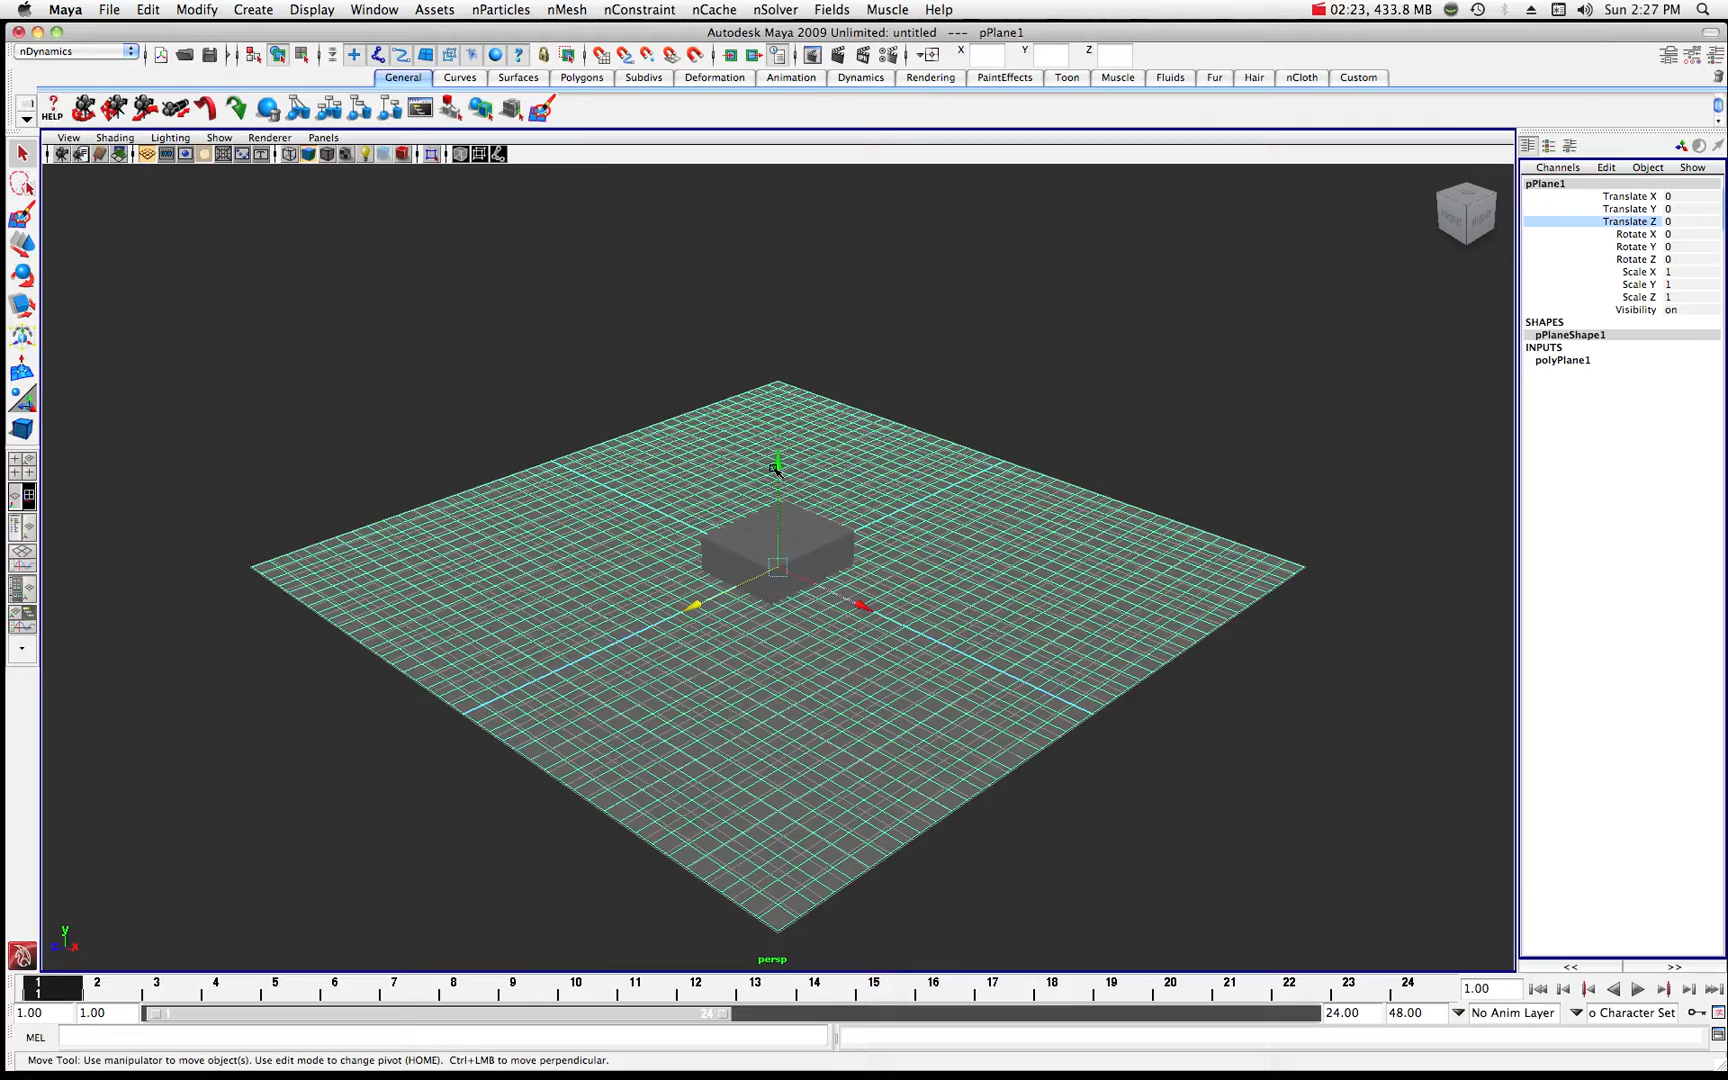 Maya File Edit Modify Create Display Window Assets nParticles nMesh nConstraint nCache nSolver Fields Muscle Help 02:23, 433.8 MB Sun 2:27 PM
Autodesk Maya 2009 Unlimited: untitled --- pPlane1
nDynamics X Y Z
General Curves Surfaces Polygons Subdivs Deformation Animation Dynamics Rendering PaintEffects Toon Muscle Fluids Fur Hair nCloth Custom
? HELP
View Shading Lighting Show Renderer Panels
Channels Edit Object Show
pPlane1
Translate X 0
Translate Y 0
Translate Z 0
Rotate X 0
Rotate Y 0
Rotate Z 0
Scale X 1
Scale Y 1
Scale Z 1
Visibility on
SHAPES
pPlaneShape1
INPUTS
polyPlane1
FRONT RIGHT
y
z x
persp
<< >>
1 2 3 4 5 6 7 8 9 10 11 12 13 14 15 16 17 18 19 20 21 22 23 24
1 1.00
1.00 1.00 1 24 24.00 48.00 No Anim Layer o Character Set
MEL
Move Tool: Use manipulator to move object(s). Use edit mode to change pivot (HOME). Ctrl+LMB to move perpendicular.